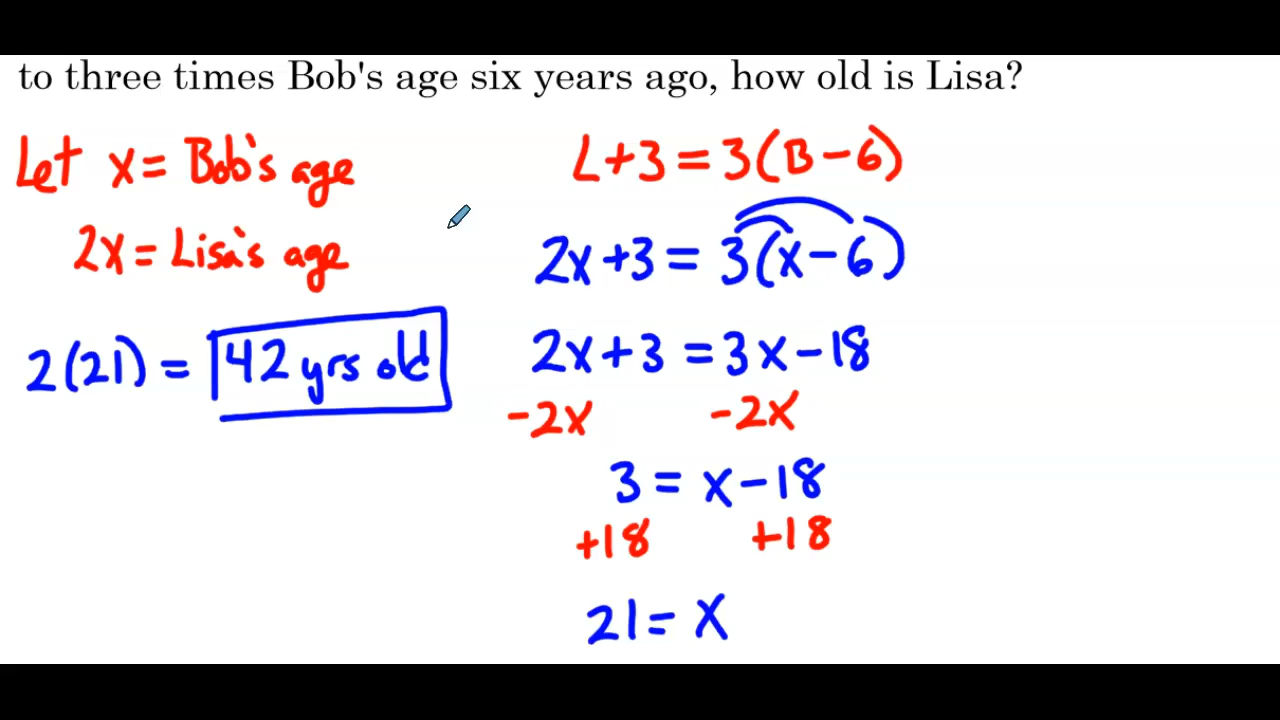 to three times Bob's age six years ago, how old is Lisa?
Let x = Bob's age
2x = Lisa's age
2(21) = 42 yrs old
L+3 = 3(B-6)
2x+3 = 3(x-6)
2x+3 = 3x-18
-2x -2x
3 = x-18
+18 +18
21 = x